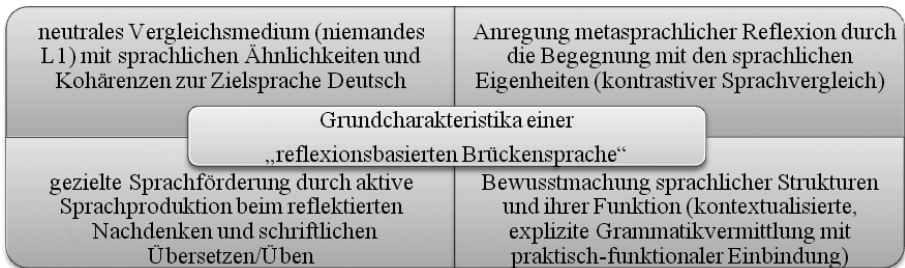 neutrales Vergleichsmedium (niemandes
L1) mit sprachlichen Ähnlichkeiten und
Kohärenzen zur Zielsprache Deutsch
Anregung metasprachlicher Reflexion durch
die Begegnung mit den sprachlichen
Eigenheiten (kontrastiver Sprachvergleich)
Grundcharakteristika einer
„reflexionsbasierten Brückensprache“
gezielte Sprachförderung durch aktive
Sprachproduktion beim reflektierten
Nachdenken und schriftlichen
Übersetzen/Üben
Bewusstmachung sprachlicher Strukturen
und ihrer Funktion (kontextualisierte,
explizite Grammatikvermittlung mit
praktisch-funktionaler Einbindung)